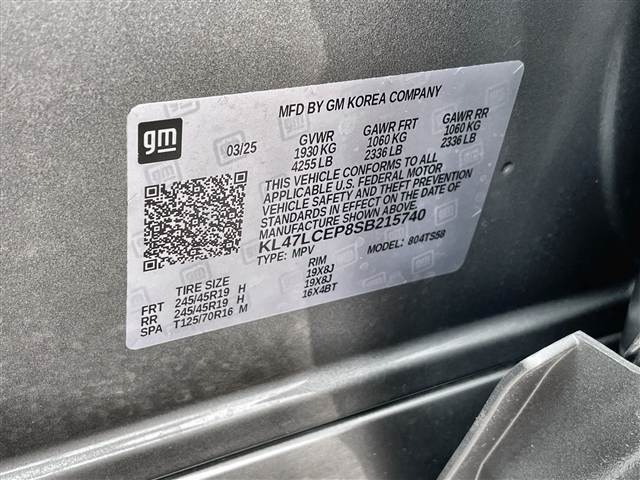 MFD BY GM KOREA COMPANY
gm
03/25
GVWR GAWR FRT GAWR RR
1930 KG 1060 KG 1060 KG
4255 LB 2336 LB 2336 LB
THIS VEHICLE CONFORMS TO ALL
APPLICABLE U.S. FEDERAL MOTOR
VEHICLE SAFETY AND THEFT PREVENTION
STANDARDS IN EFFECT ON THE DATE OF
MANUFACTURE SHOWN ABOVE.
KL47LCEP8SB215740
TYPE: MPV MODEL: 804TS58
TIRE SIZE RIM
FRT 245/45R19 H 19X8J
RR 245/45R19 H 19X8J
SPA T125/70R16 M 16X4BT